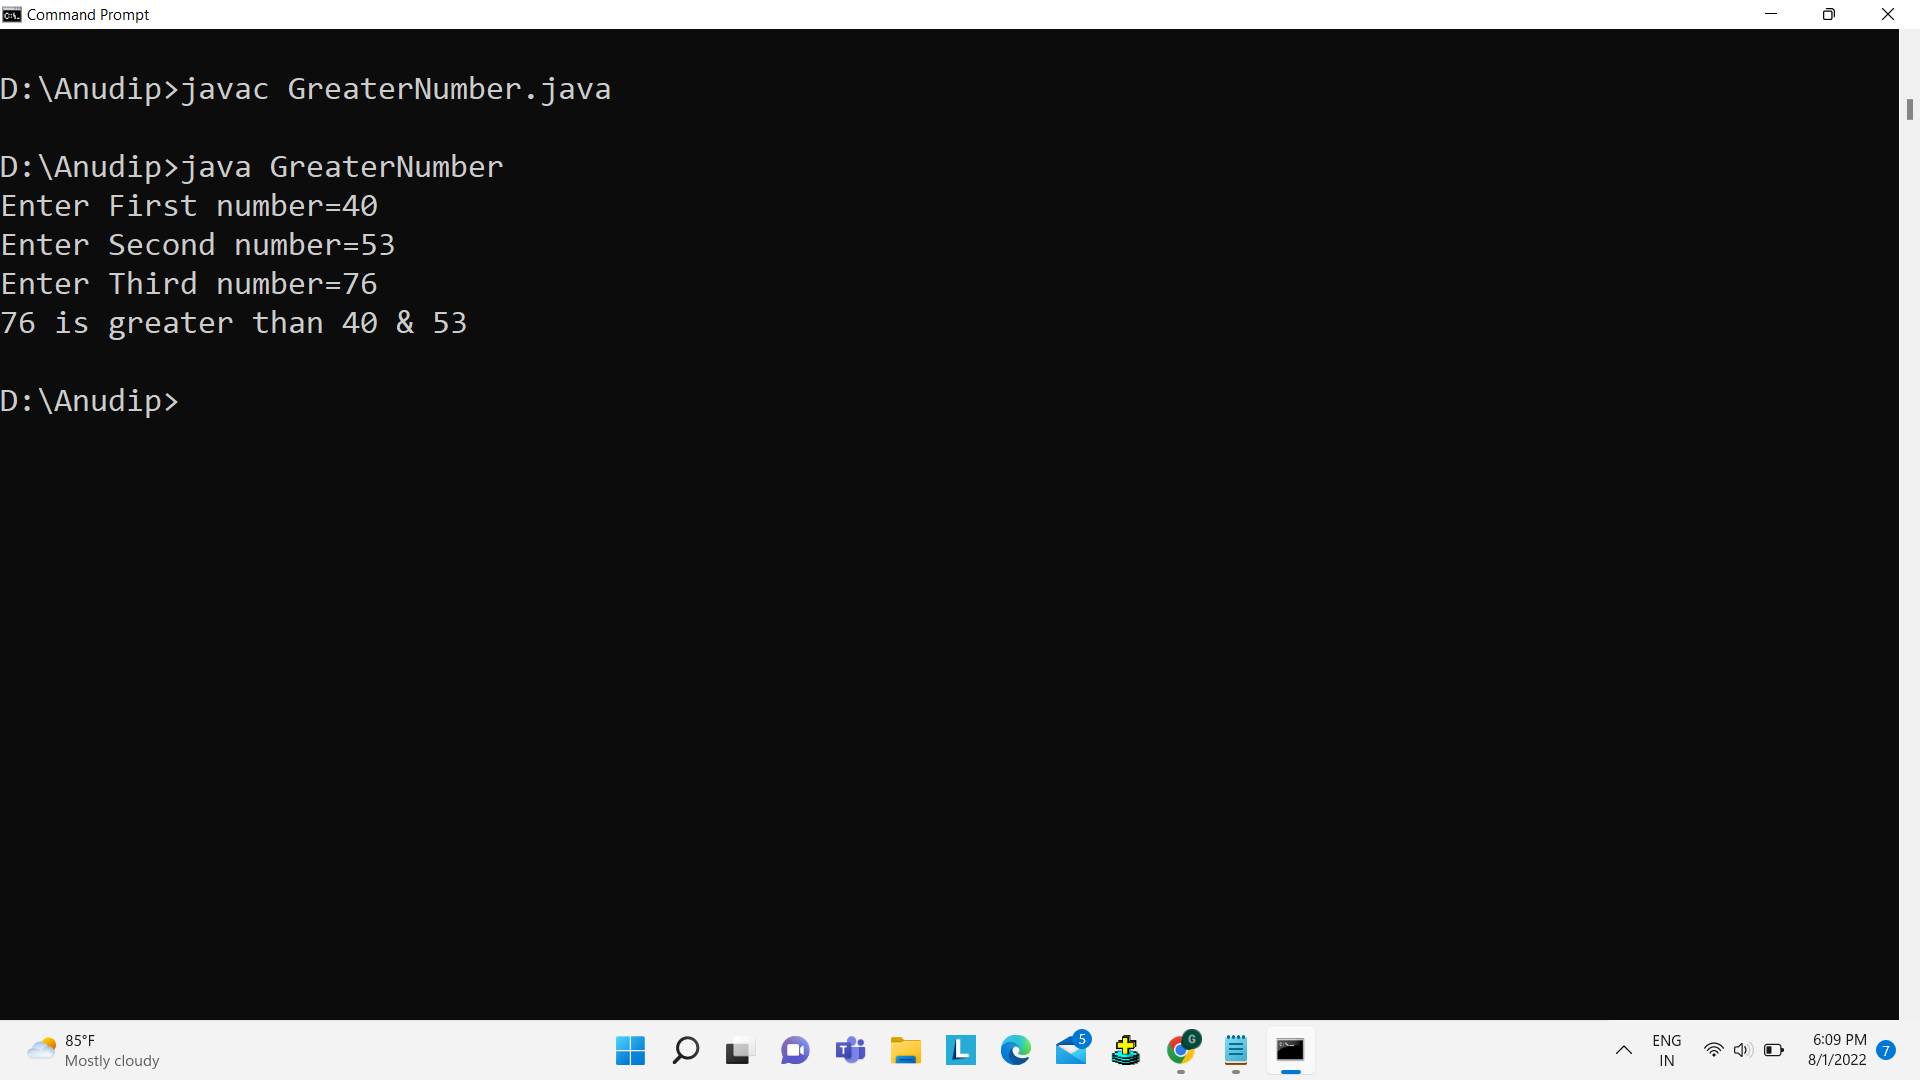 Command Prompt
D:\Anudip>javac GreaterNumber.java
D:\Anudip>java GreaterNumber
Enter First number=40
Enter Second number=53
Enter Third number=76
76 is greater than 40 & 53
D:\Anudip>
85°F
Mostly cloudy
5
G
ENG
IN
6:09 PM
8/1/2022
7